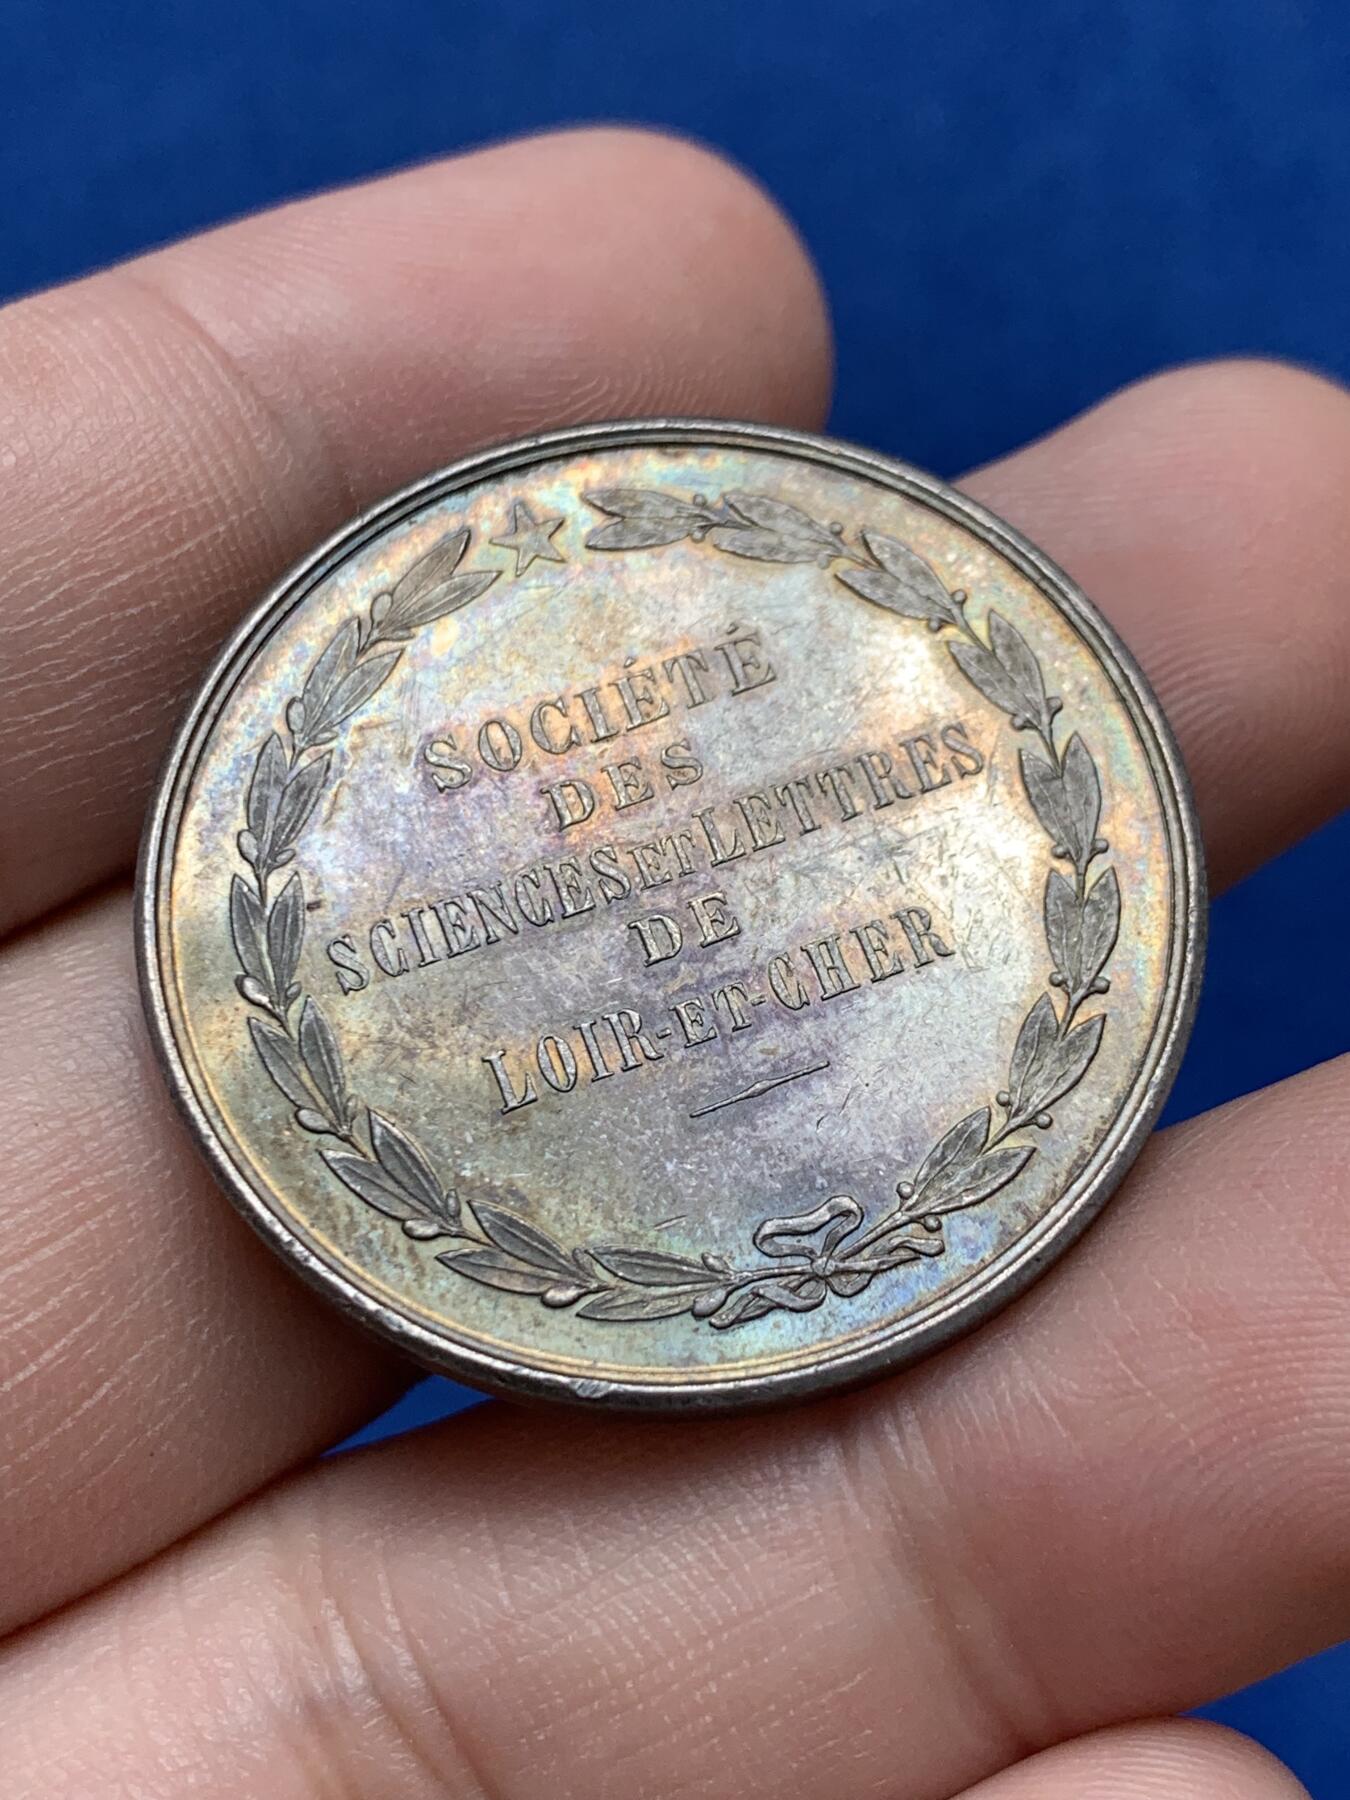 SOCIÉTÉ
DES
SCIENCES ET LETTRES
DE
LOIR-ET-CHER